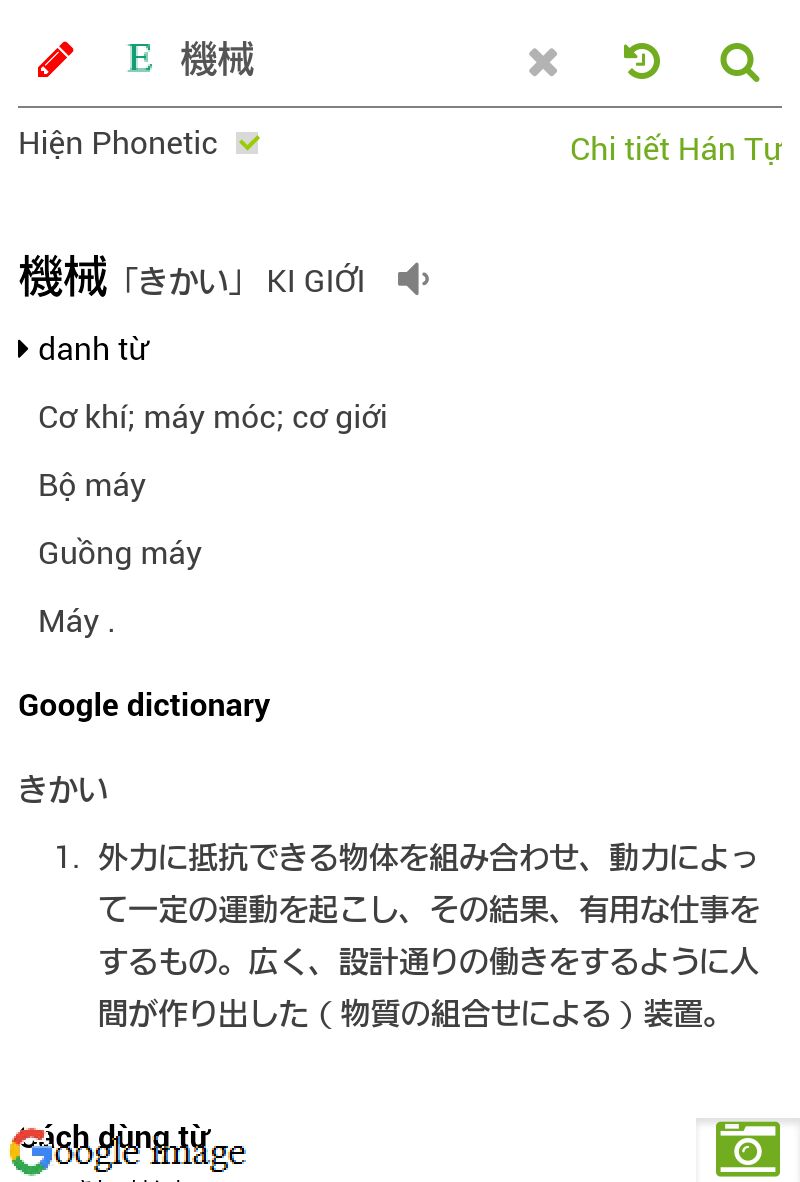 E 機械
Hiện Phonetic
Chi tiết Hán Tự
機械「きかい」 KI GIỚI
danh từ
Cơ khí; máy móc; cơ giới
Bộ máy
Guồng máy
Máy .
Google dictionary
きかい
1. 外力に抵抗できる物体を組み合わせ、動力によっ
て一定の運動を起こし、その結果、有用な仕事を
するもの。広く、設計通りの働きをするように人
間が作り出した ( 物質の組合せによる ) 装置。
Cách dùng từ
Google image